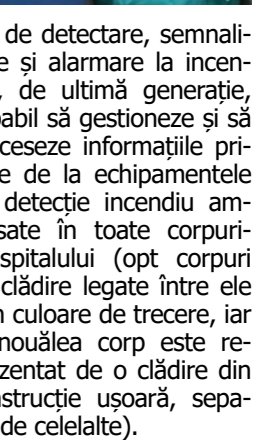 de detectare, semnali-
e și alarmare la incen-
, de ultimă generație,
pabil să gestioneze și să
ceseze informațiile pri-
e de la echipamentele
detecție incendiu am-
sate în toate corpuri-
spitalului (opt corpuri
clădire legate între ele
n culoare de trecere, iar
nouălea corp este re-
zentat de o clădire din
nstrucție ușoară, sepa-
de celelalte).